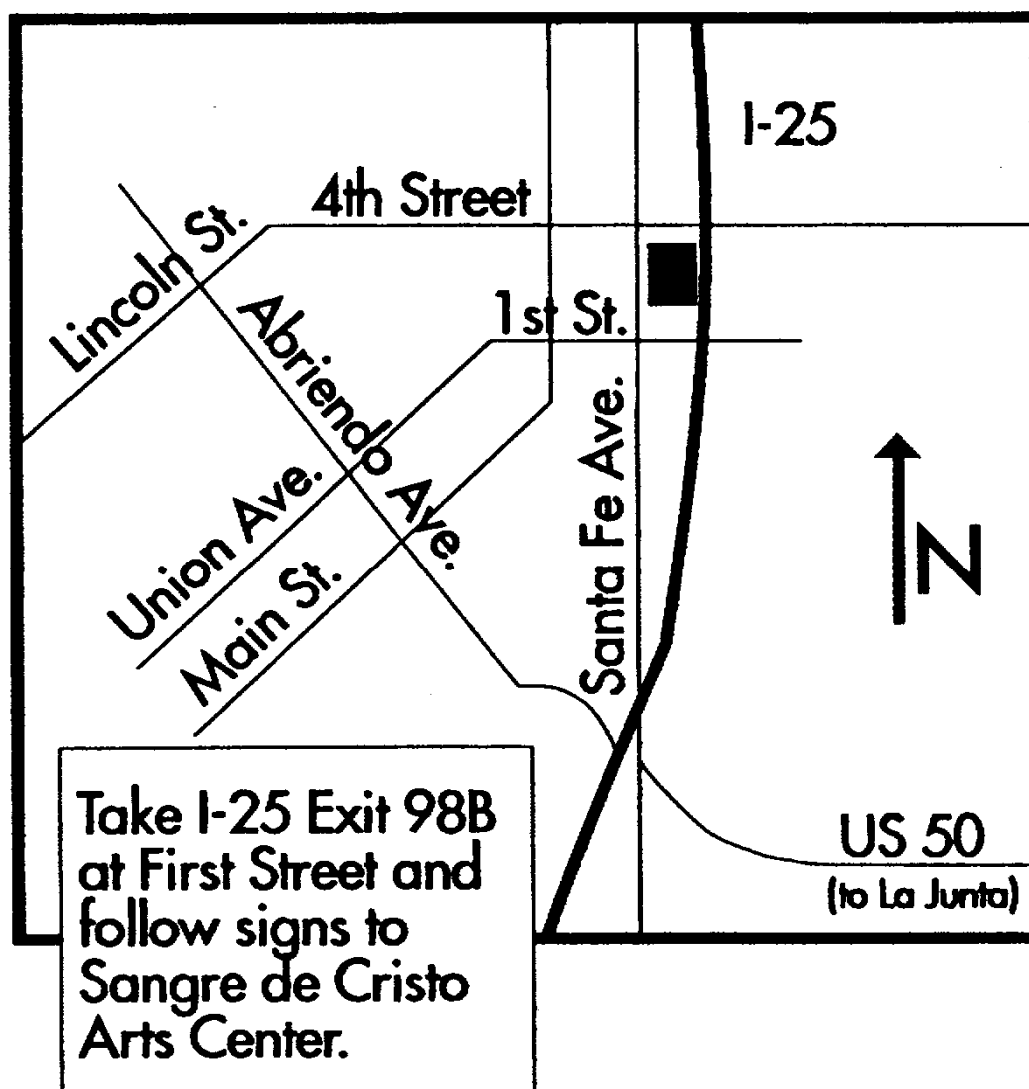 I-25
4th Street
Lincoln St.
1st St.
Abriendo Ave.
Santa Fe Ave.
Union Ave.
Main St.
N
US 50
(to La Junta)
Take I-25 Exit 98B
at First Street and
follow signs to
Sangre de Cristo
Arts Center.